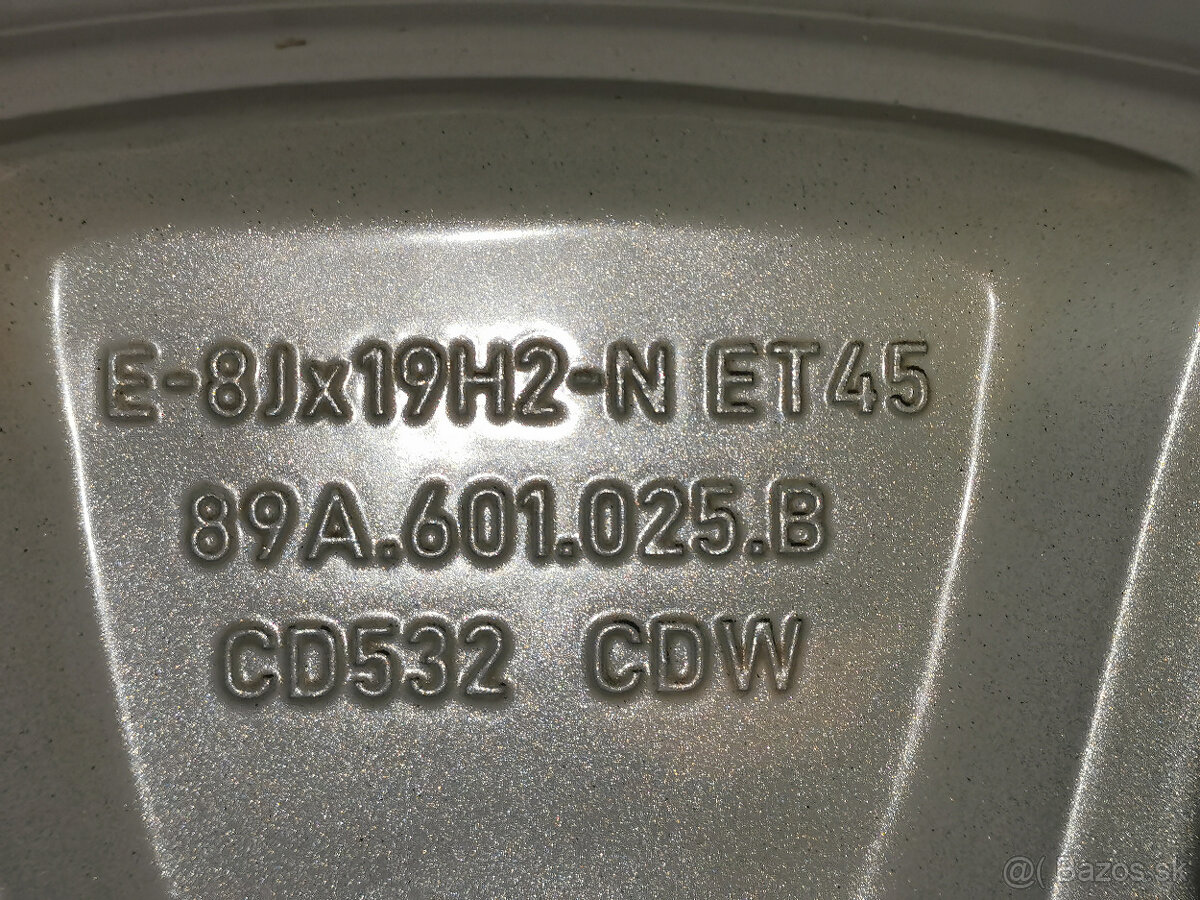 E-8Jx19H2-N ET45
89A.601.025.B
CD532 CDW
@( Bazos.sk